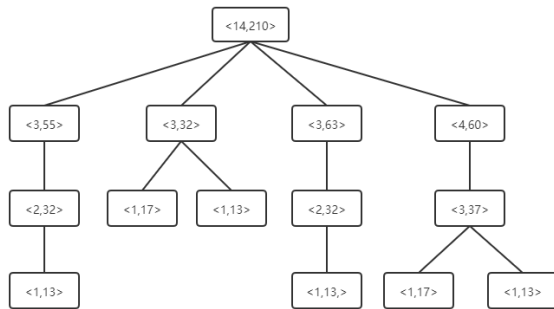 <14,210>
<3,55> <3,32> <3,63> <4,60>
<2,32> <1,17> <1,13> <2,32> <3,37>
<1,13> <1,13,> <1,17> <1,13>